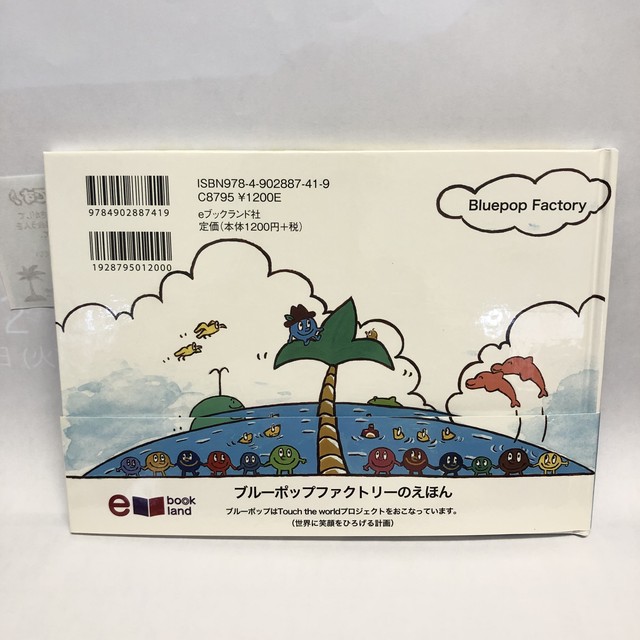 ISBN978-4-902887-41-9
C8795 ¥1200E
eブックランド社
定価(本体1200円+税)
9784902887419
1928795012000
Bluepop Factory
e book land
ブルーポップファクトリーのえほん
ブルーポップはTouch the worldプロジェクトをおこなっています。
(世界に笑顔をひろげる計画)